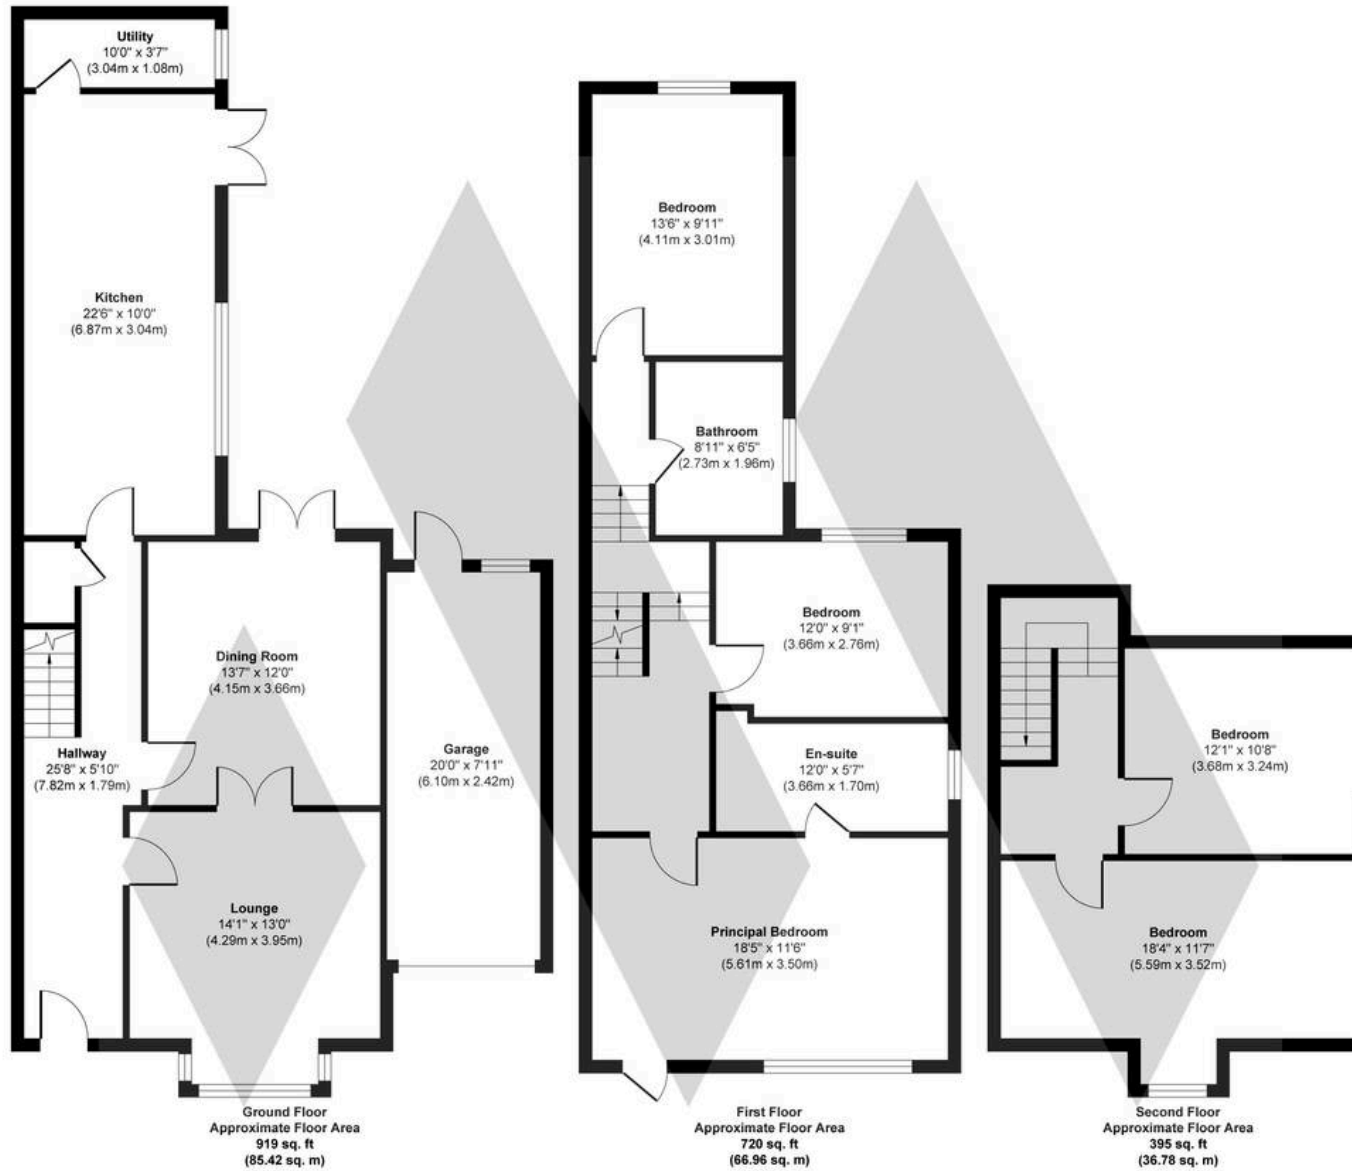 Utility
10'0" x 3'7"
(3.04m x 1.08m)
Kitchen
22'6" x 10'0"
(6.87m x 3.04m)
Dining Room
13'7" x 12'0"
(4.15m x 3.66m)
Hallway
25'8" x 5'10"
(7.82m x 1.79m)
Garage
20'0" x 7'11"
(6.10m x 2.42m)
Lounge
14'1" x 13'0"
(4.29m x 3.95m)
Ground Floor
Approximate Floor Area
919 sq. ft
(85.42 sq. m)
Bedroom
13'6" x 9'11"
(4.11m x 3.01m)
Bathroom
8'11" x 6'5"
(2.73m x 1.96m)
Bedroom
12'0" x 9'1"
(3.66m x 2.76m)
En-suite
12'0" x 5'7"
(3.66m x 1.70m)
Principal Bedroom
18'5" x 11'6"
(5.61m x 3.50m)
First Floor
Approximate Floor Area
720 sq. ft
(66.96 sq. m)
Bedroom
12'1" x 10'8"
(3.68m x 3.24m)
Bedroom
18'4" x 11'7"
(5.59m x 3.52m)
Second Floor
Approximate Floor Area
395 sq. ft
(36.78 sq. m)